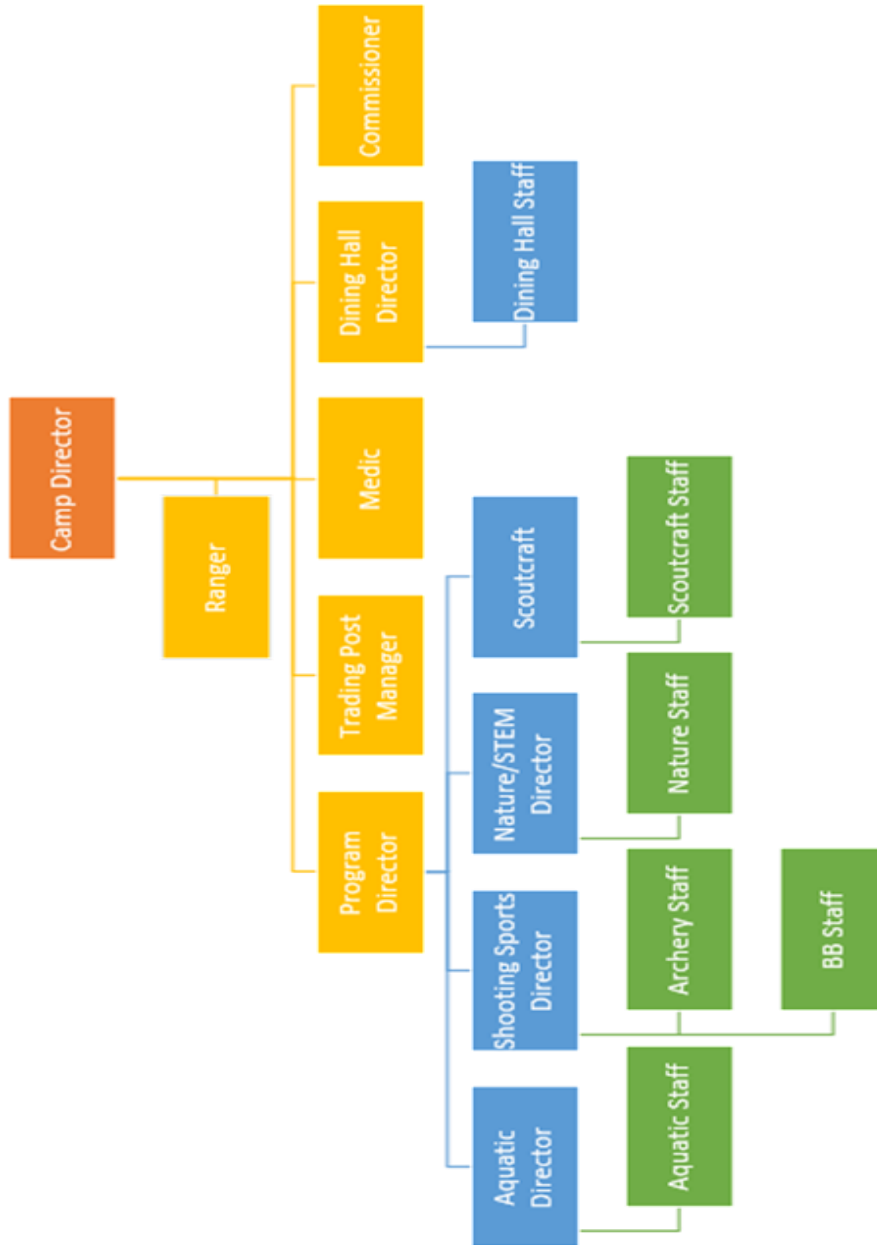 Camp Director
Ranger
Program
Director
Trading Post
Manager
Medic
Dining Hall
Director
Commissioner
Aquatic
Director
Shooting Sports
Director
Nature/STEM
Director
Scoutcraft
Dining Hall Staff
Aquatic Staff
Archery Staff
Nature Staff
Scoutcraft Staff
BB Staff